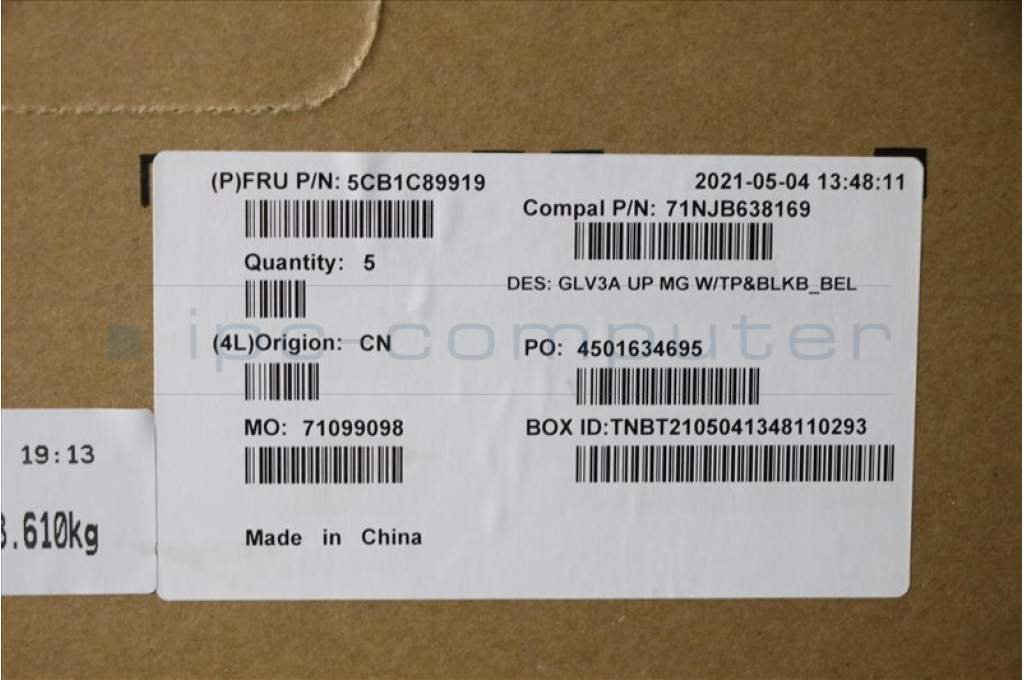 (P)FRU P/N: 5CB1C89919
2021-05-04 13:48:11
Compal P/N: 71NJB638169
Quantity: 5
DES: GLV3A UP MG W/TP&BLKB_BEL
ipc-computer
(4L)Origion: CN
PO: 4501634695
MO: 71099098
BOX ID:TNBT2105041348110293
19:13
.610kg
Made in China